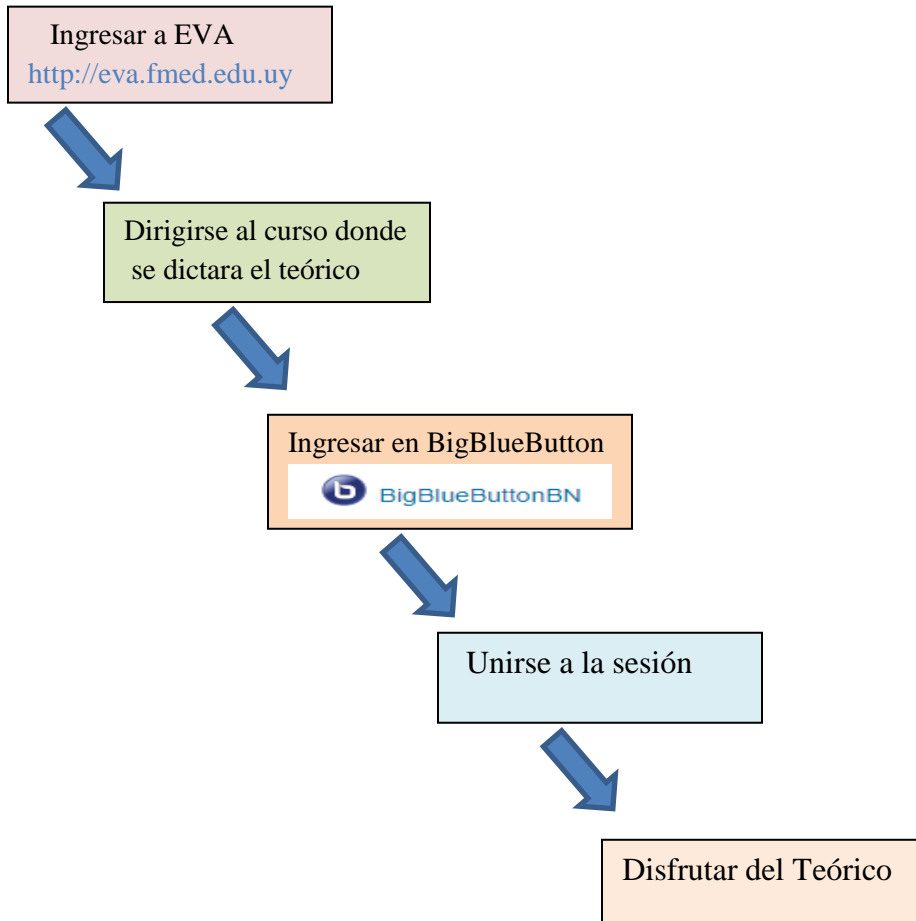 Ingresar a EVA
http://eva.fmed.edu.uy
Dirigirse al curso donde
se dictara el teórico
Ingresar en BigBlueButton
b BigBlueButtonBN
Unirse a la sesión
Disfrutar del Teórico